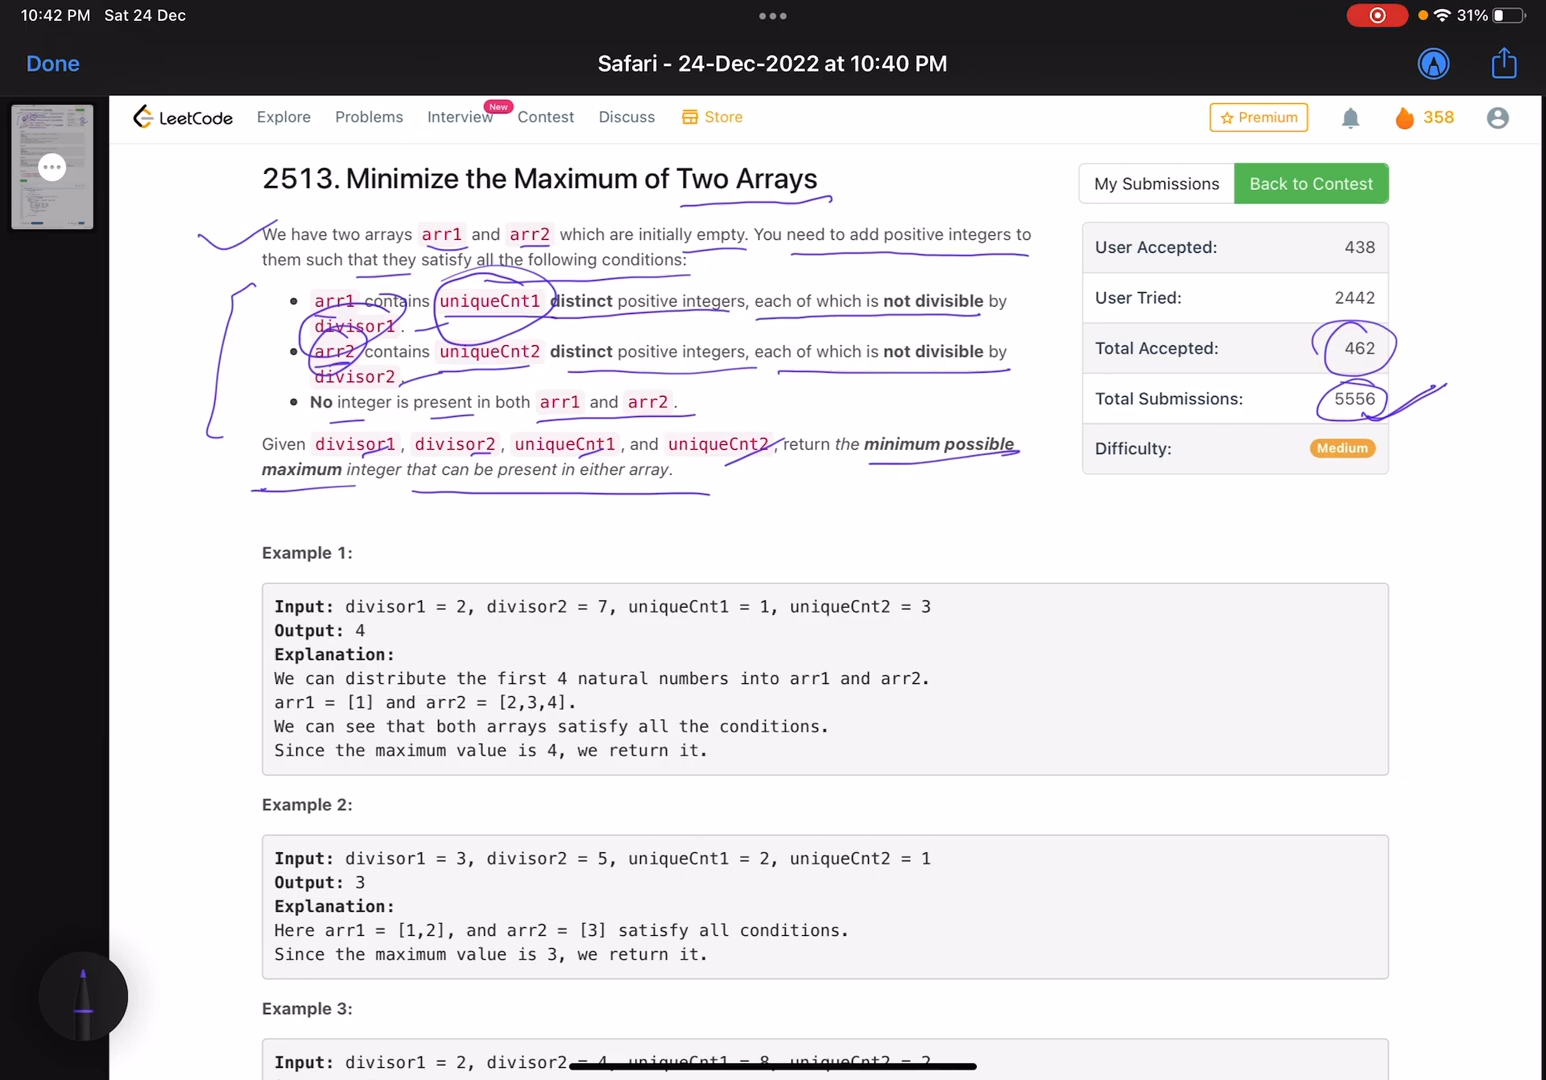 10:42 PM Sat 24 Dec
31%
Done
Safari - 24-Dec-2022 at 10:40 PM
LeetCode Explore Problems Interview New Contest Discuss Store
Premium
358
2513. Minimize the Maximum of Two Arrays
My Submissions
Back to Contest
We have two arrays arr1 and arr2 which are initially empty. You need to add positive integers to
them such that they satisfy all the following conditions:
arr1 contains uniqueCnt1 distinct positive integers, each of which is not divisible by
divisor1.
arr2 contains uniqueCnt2 distinct positive integers, each of which is not divisible by
divisor2.
No integer is present in both arr1 and arr2.
Given divisor1, divisor2, uniqueCnt1, and uniqueCnt2, return the minimum possible
maximum integer that can be present in either array.
User Accepted: 438
User Tried: 2442
Total Accepted: 462
Total Submissions: 5556
Difficulty: Medium
Example 1:
Input: divisor1 = 2, divisor2 = 7, uniqueCnt1 = 1, uniqueCnt2 = 3
Output: 4
Explanation:
We can distribute the first 4 natural numbers into arr1 and arr2.
arr1 = [1] and arr2 = [2,3,4].
We can see that both arrays satisfy all the conditions.
Since the maximum value is 4, we return it.
Example 2:
Input: divisor1 = 3, divisor2 = 5, uniqueCnt1 = 2, uniqueCnt2 = 1
Output: 3
Explanation:
Here arr1 = [1,2], and arr2 = [3] satisfy all conditions.
Since the maximum value is 3, we return it.
Example 3:
Input: divisor1 = 2, divisor2 = 4, uniqueCnt1 = 8, uniqueCnt2 = 2